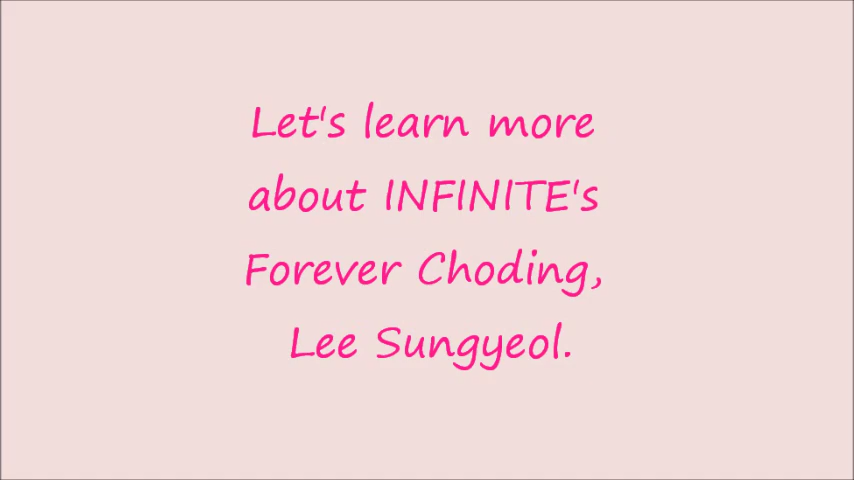 Let's learn more
about INFINITE's
Forever Choding,
Lee Sungyeol.